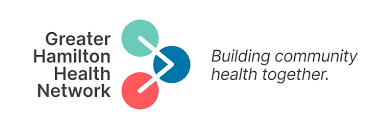 Greater
Hamilton
Health
Network
Building community
health together.